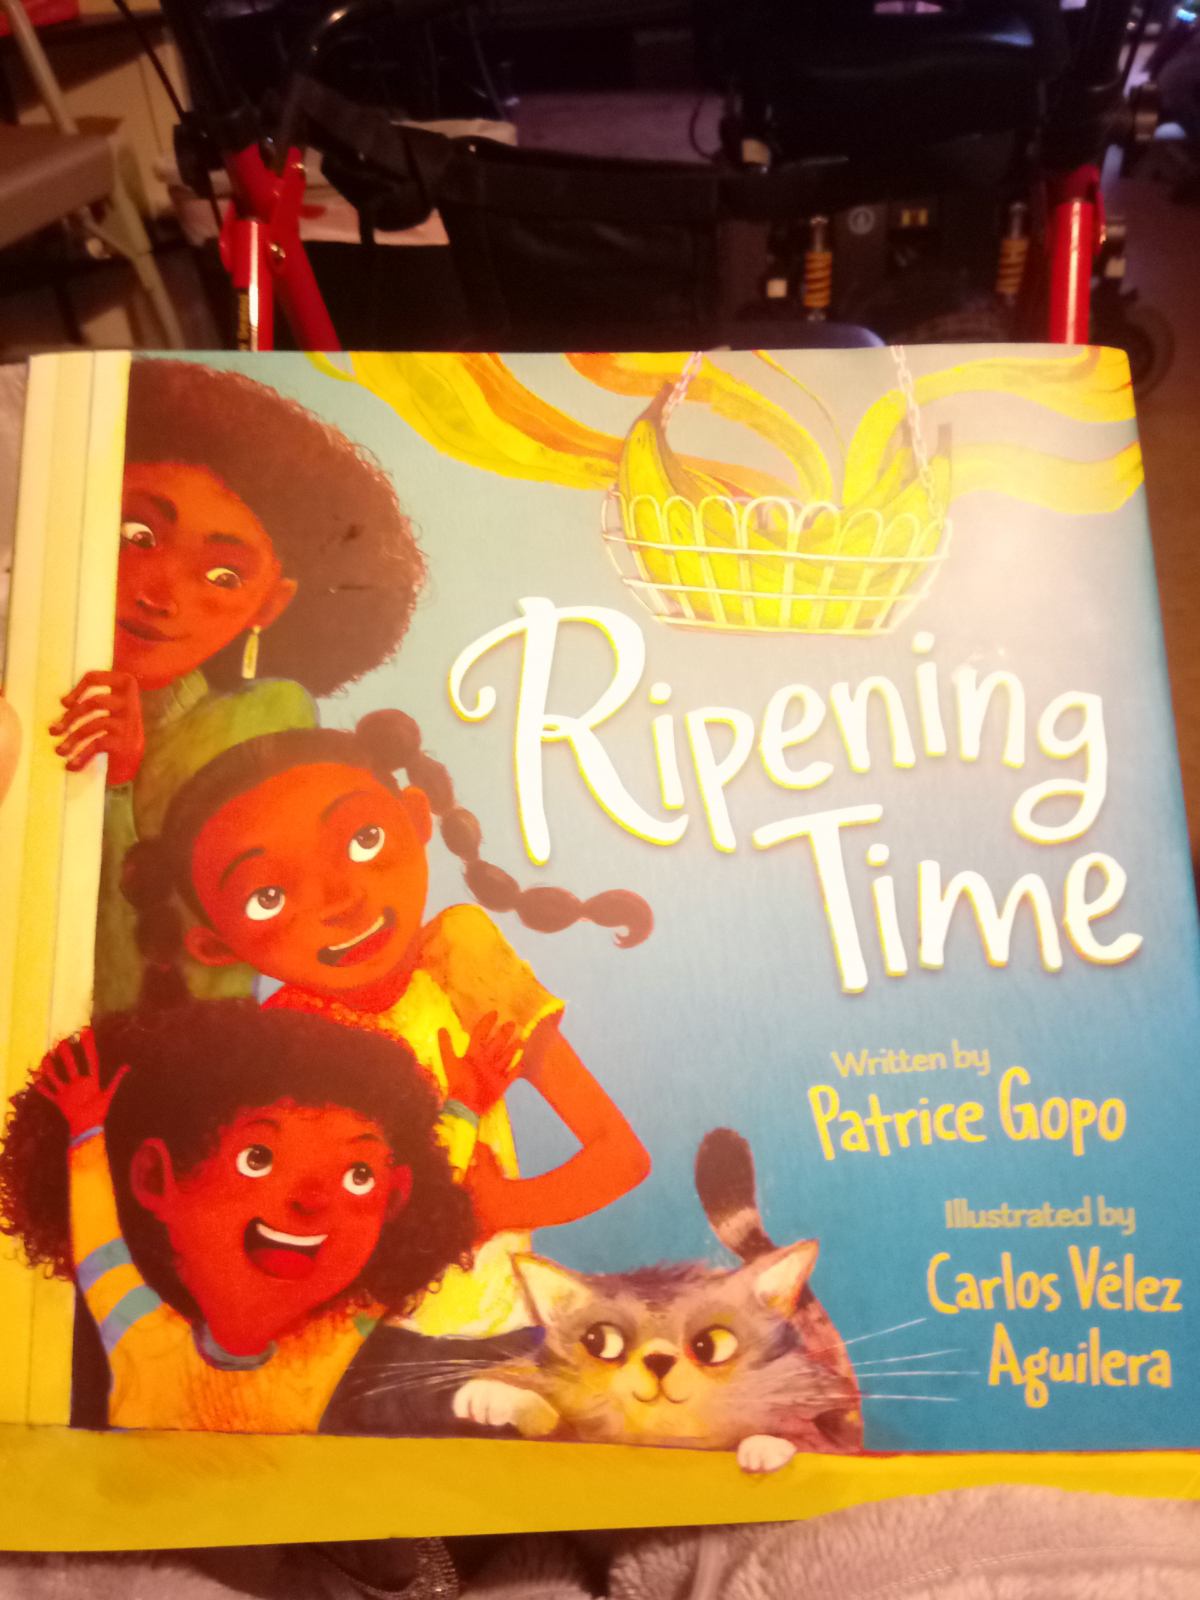 Ripening
Time
Written by
Patrice Gopo
Illustrated by
Carlos Vélez
Aguilera